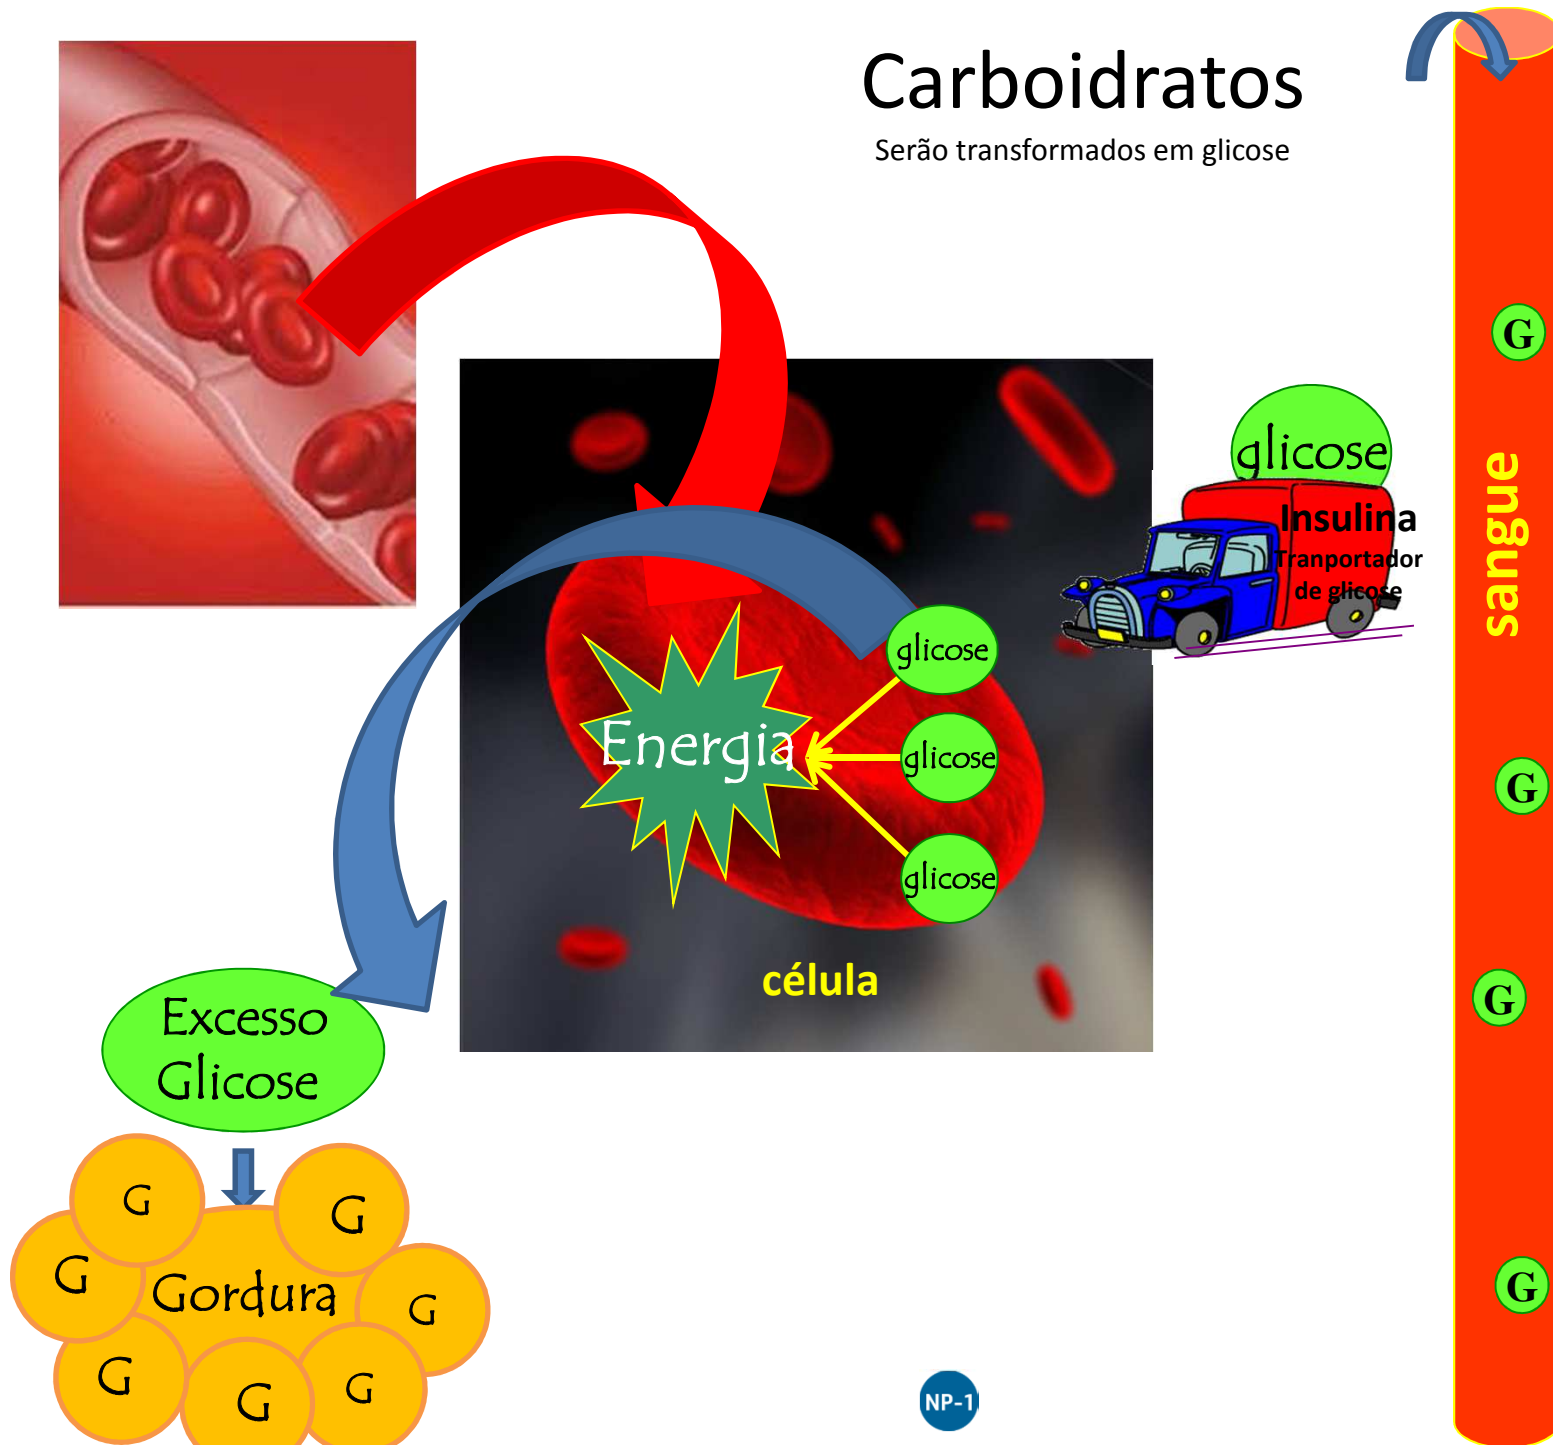 Carboidratos
Serão transformados em glicose
G
glicose
Insulina
Tranportador
de glicose
sangue
glicose
Energia
glicose
G
glicose
célula
G
Excesso
Glicose
G
G
G
G
Gordura
G
G
G
G
NP-1